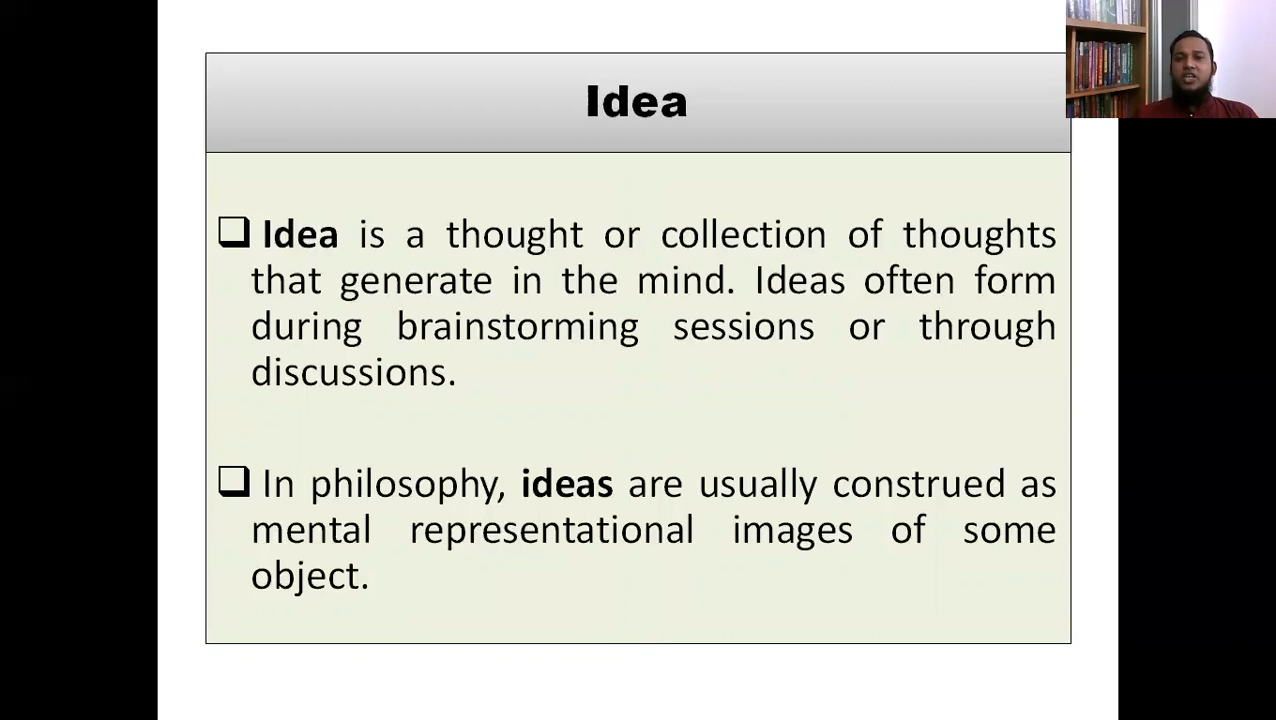 Idea
Idea is a thought or collection of thoughts
that generate in the mind. Ideas often form
during brainstorming sessions or through
discussions.
In philosophy, ideas are usually construed as
mental representational images of some
object.